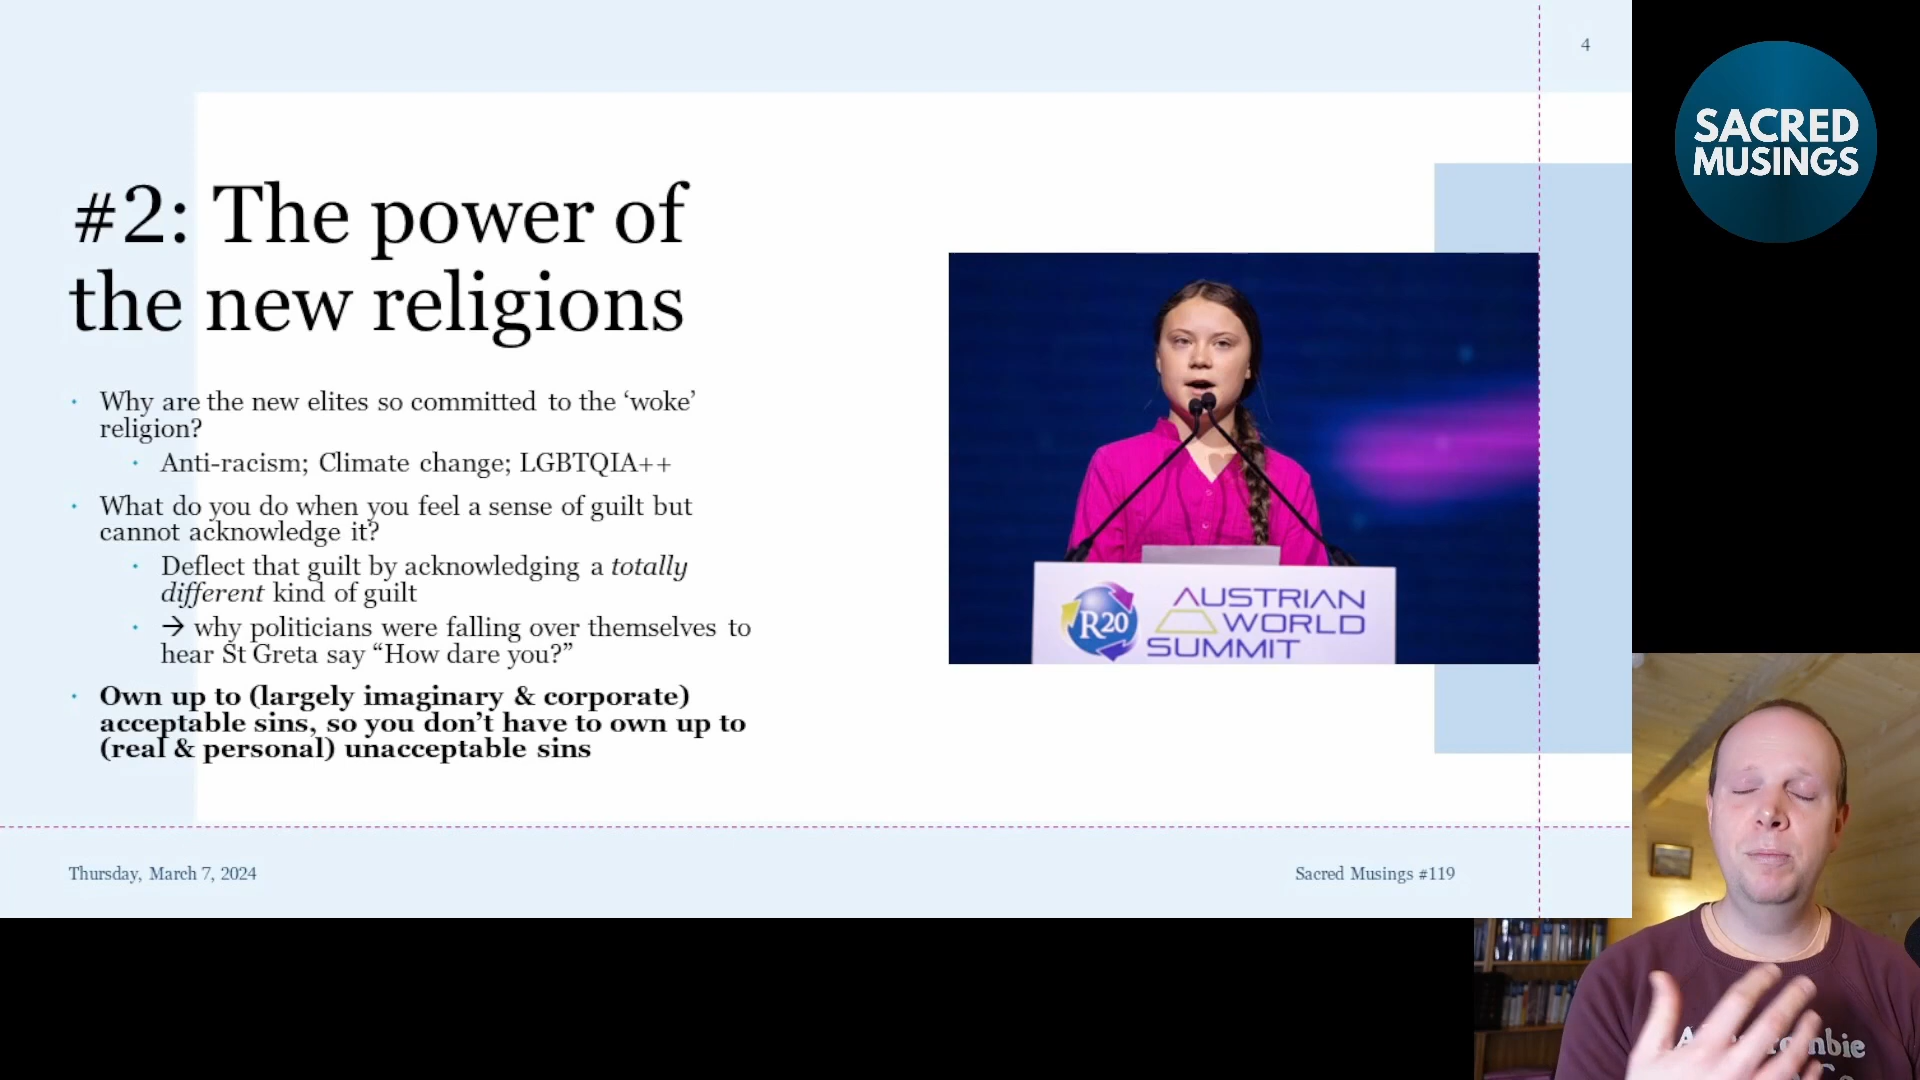 4
SACRED
MUSINGS
#2: The power of
the new religions
• Why are the new elites so committed to the ‘woke’
religion?
• Anti-racism; Climate change; LGBTQIA++
• What do you do when you feel a sense of guilt but
cannot acknowledge it?
• Deflect that guilt by acknowledging a totally
different kind of guilt
• → why politicians were falling over themselves to
hear St Greta say “How dare you?”
• Own up to (largely imaginary & corporate)
acceptable sins, so you don’t have to own up to
(real & personal) unacceptable sins
R20
AUSTRIAN
WORLD
SUMMIT
Thursday, March 7, 2024
Sacred Musings #119